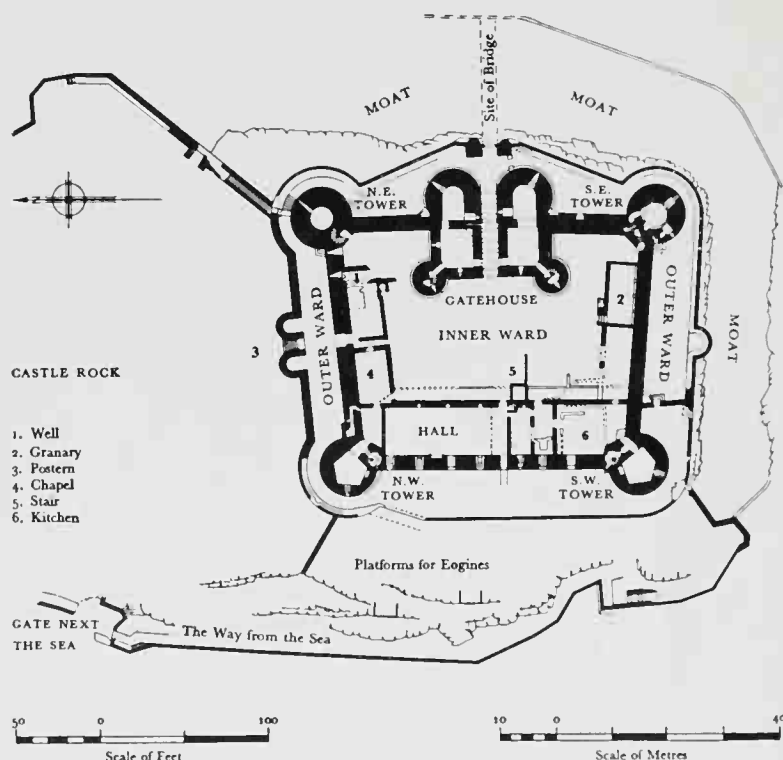 Site of Bridge
MOAT
MOAT
N.E.
TOWER
S.E.
TOWER
N
1
GATEHOUSE
2
OUTER WARD
OUTER WARD
INNER WARD
MOAT
3
4
5
CASTLE ROCK
HALL
6
1. Well
2. Granary
3. Postern
4. Chapel
5. Stair
6. Kitchen
N.W.
TOWER
S.W.
TOWER
Platforms for Engines
GATE NEXT
THE SEA
The Way from the Sea
50 0 100
Scale of Feet
10 0 40
Scale of Metres